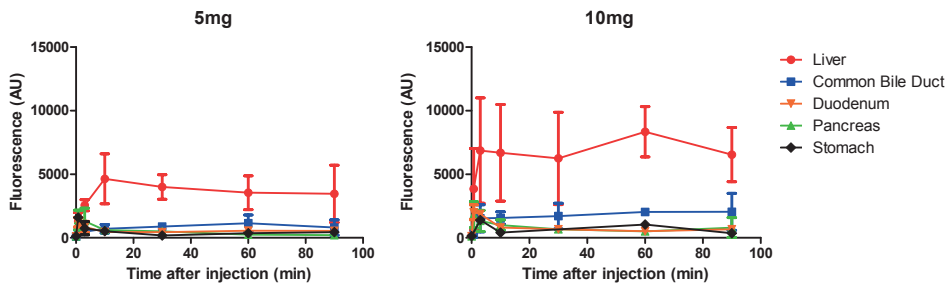 5mg
15000
10000
5000
0
Fluorescence (AU)
0 20 40 60 80 100
Time after injection (min)
10mg
15000
10000
5000
0
Fluorescence (AU)
0 20 40 60 80 100
Time after injection (min)
Liver
Common Bile Duct
Duodenum
Pancreas
Stomach